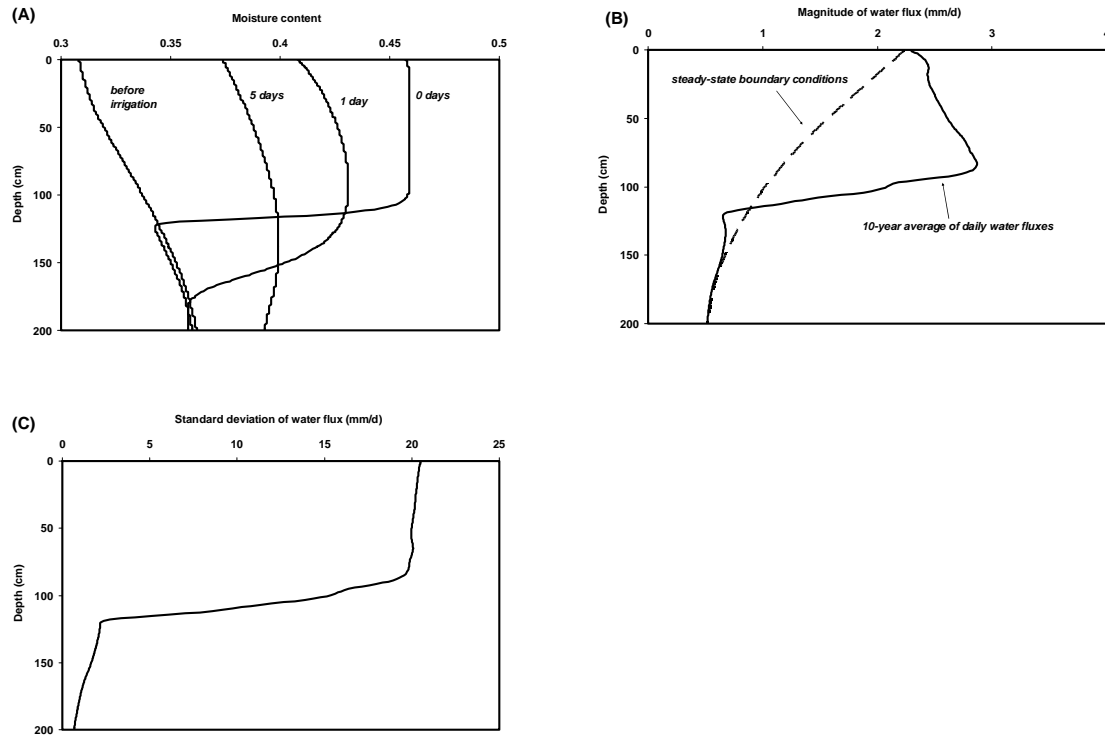 (A)
Moisture content
0.3 0.35 0.4 0.45 0.5
0
50
100
150
200
Depth (cm)
before
irrigation
5 days
1 day
0 days
(B)
Magnitude of water flux (mm/d)
0 1 2 3 4
0
50
100
150
200
Depth (cm)
steady-state boundary conditions
10-year average of daily water fluxes
(C)
Standard deviation of water flux (mm/d)
0 5 10 15 20 25
0
50
100
150
200
Depth (cm)